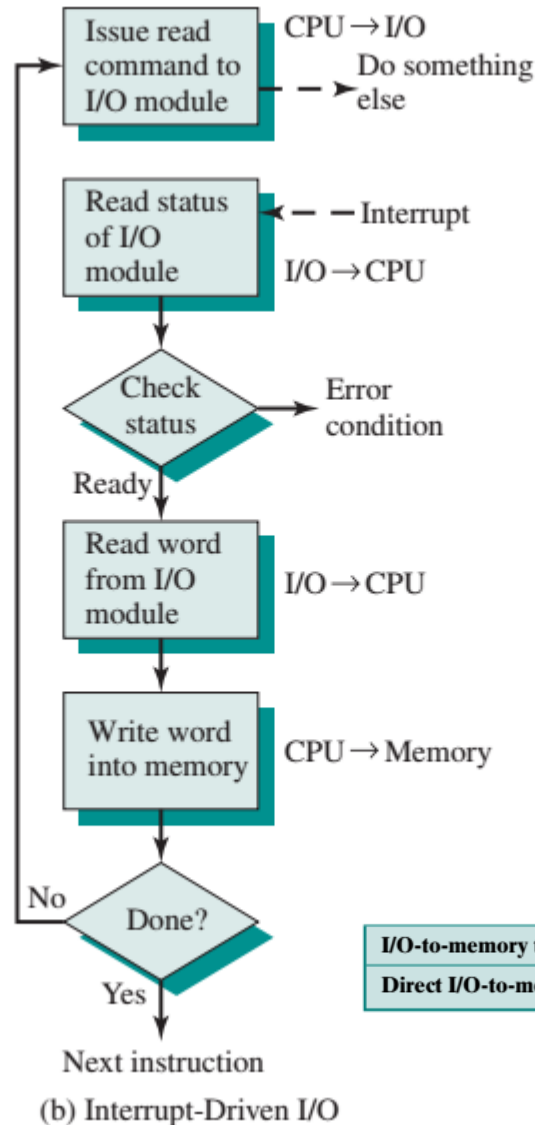 Issue read
command to
I/O module
CPU → I/O
Do something
else
Read status
of I/O
module
Interrupt
I/O → CPU
Check
status
Error
condition
Ready
Read word
from I/O
module
I/O → CPU
Write word
into memory
CPU → Memory
No
Done?
I/O-to-memory
Direct I/O-to-
Yes
Next instruction
(b) Interrupt-Driven I/O